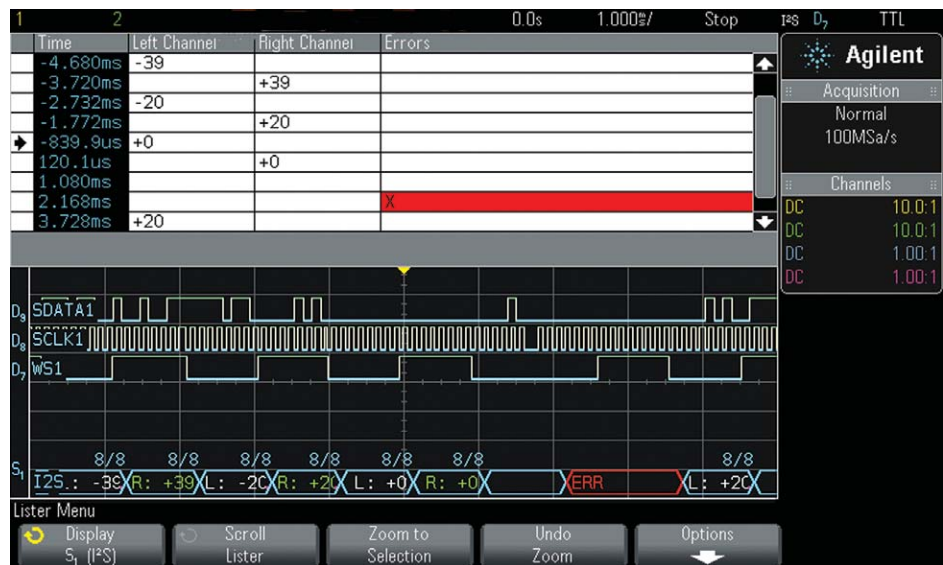 1 2 0.0s 1.000ms/ Stop I²S D7 TTL
Time Left Channel Right Channel Errors
-4.680ms -39
-3.720ms +39
-2.732ms -20
-1.772ms +20
-839.9us +0
120.1us +0
1.080ms
2.168ms X
3.728ms +20
Agilent
Acquisition
Normal
100MSa/s
Channels
DC 10.0:1
DC 10.0:1
DC 1.00:1
DC 1.00:1
D9 SDATA1
D8 SCLK1
D7 WS1
8/8 8/8 8/8 8/8 8/8 8/8 8/8
S1 I2S.: -39 R: +39 L: -20 R: +20 L: +0 R: +0 ERR L: +20
Lister Menu
Display S1 (I²S)
Scroll Lister
Zoom to Selection
Undo Zoom
Options